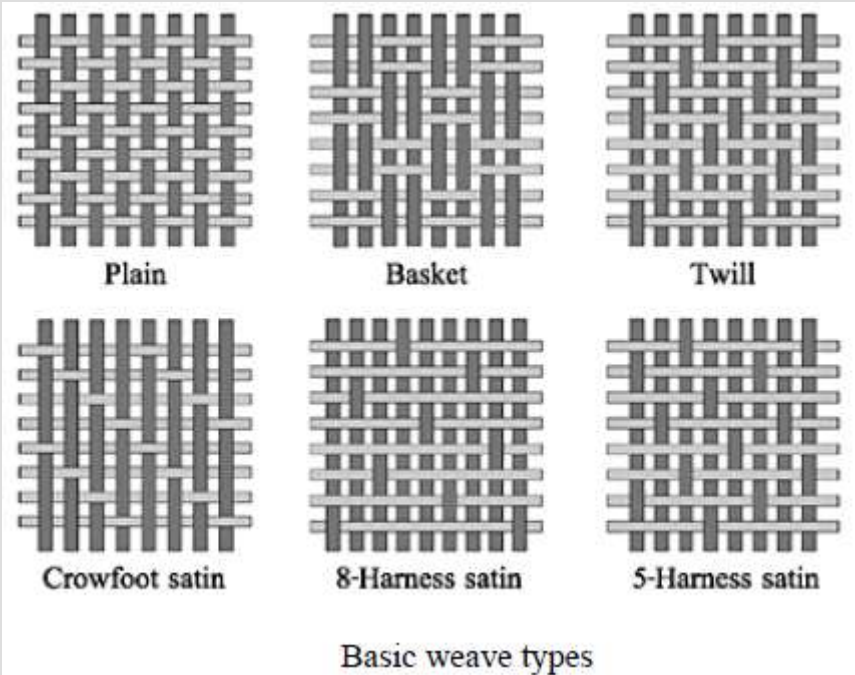 Plain
Basket
Twill
Crowfoot satin
8-Harness satin
5-Harness satin
Basic weave types